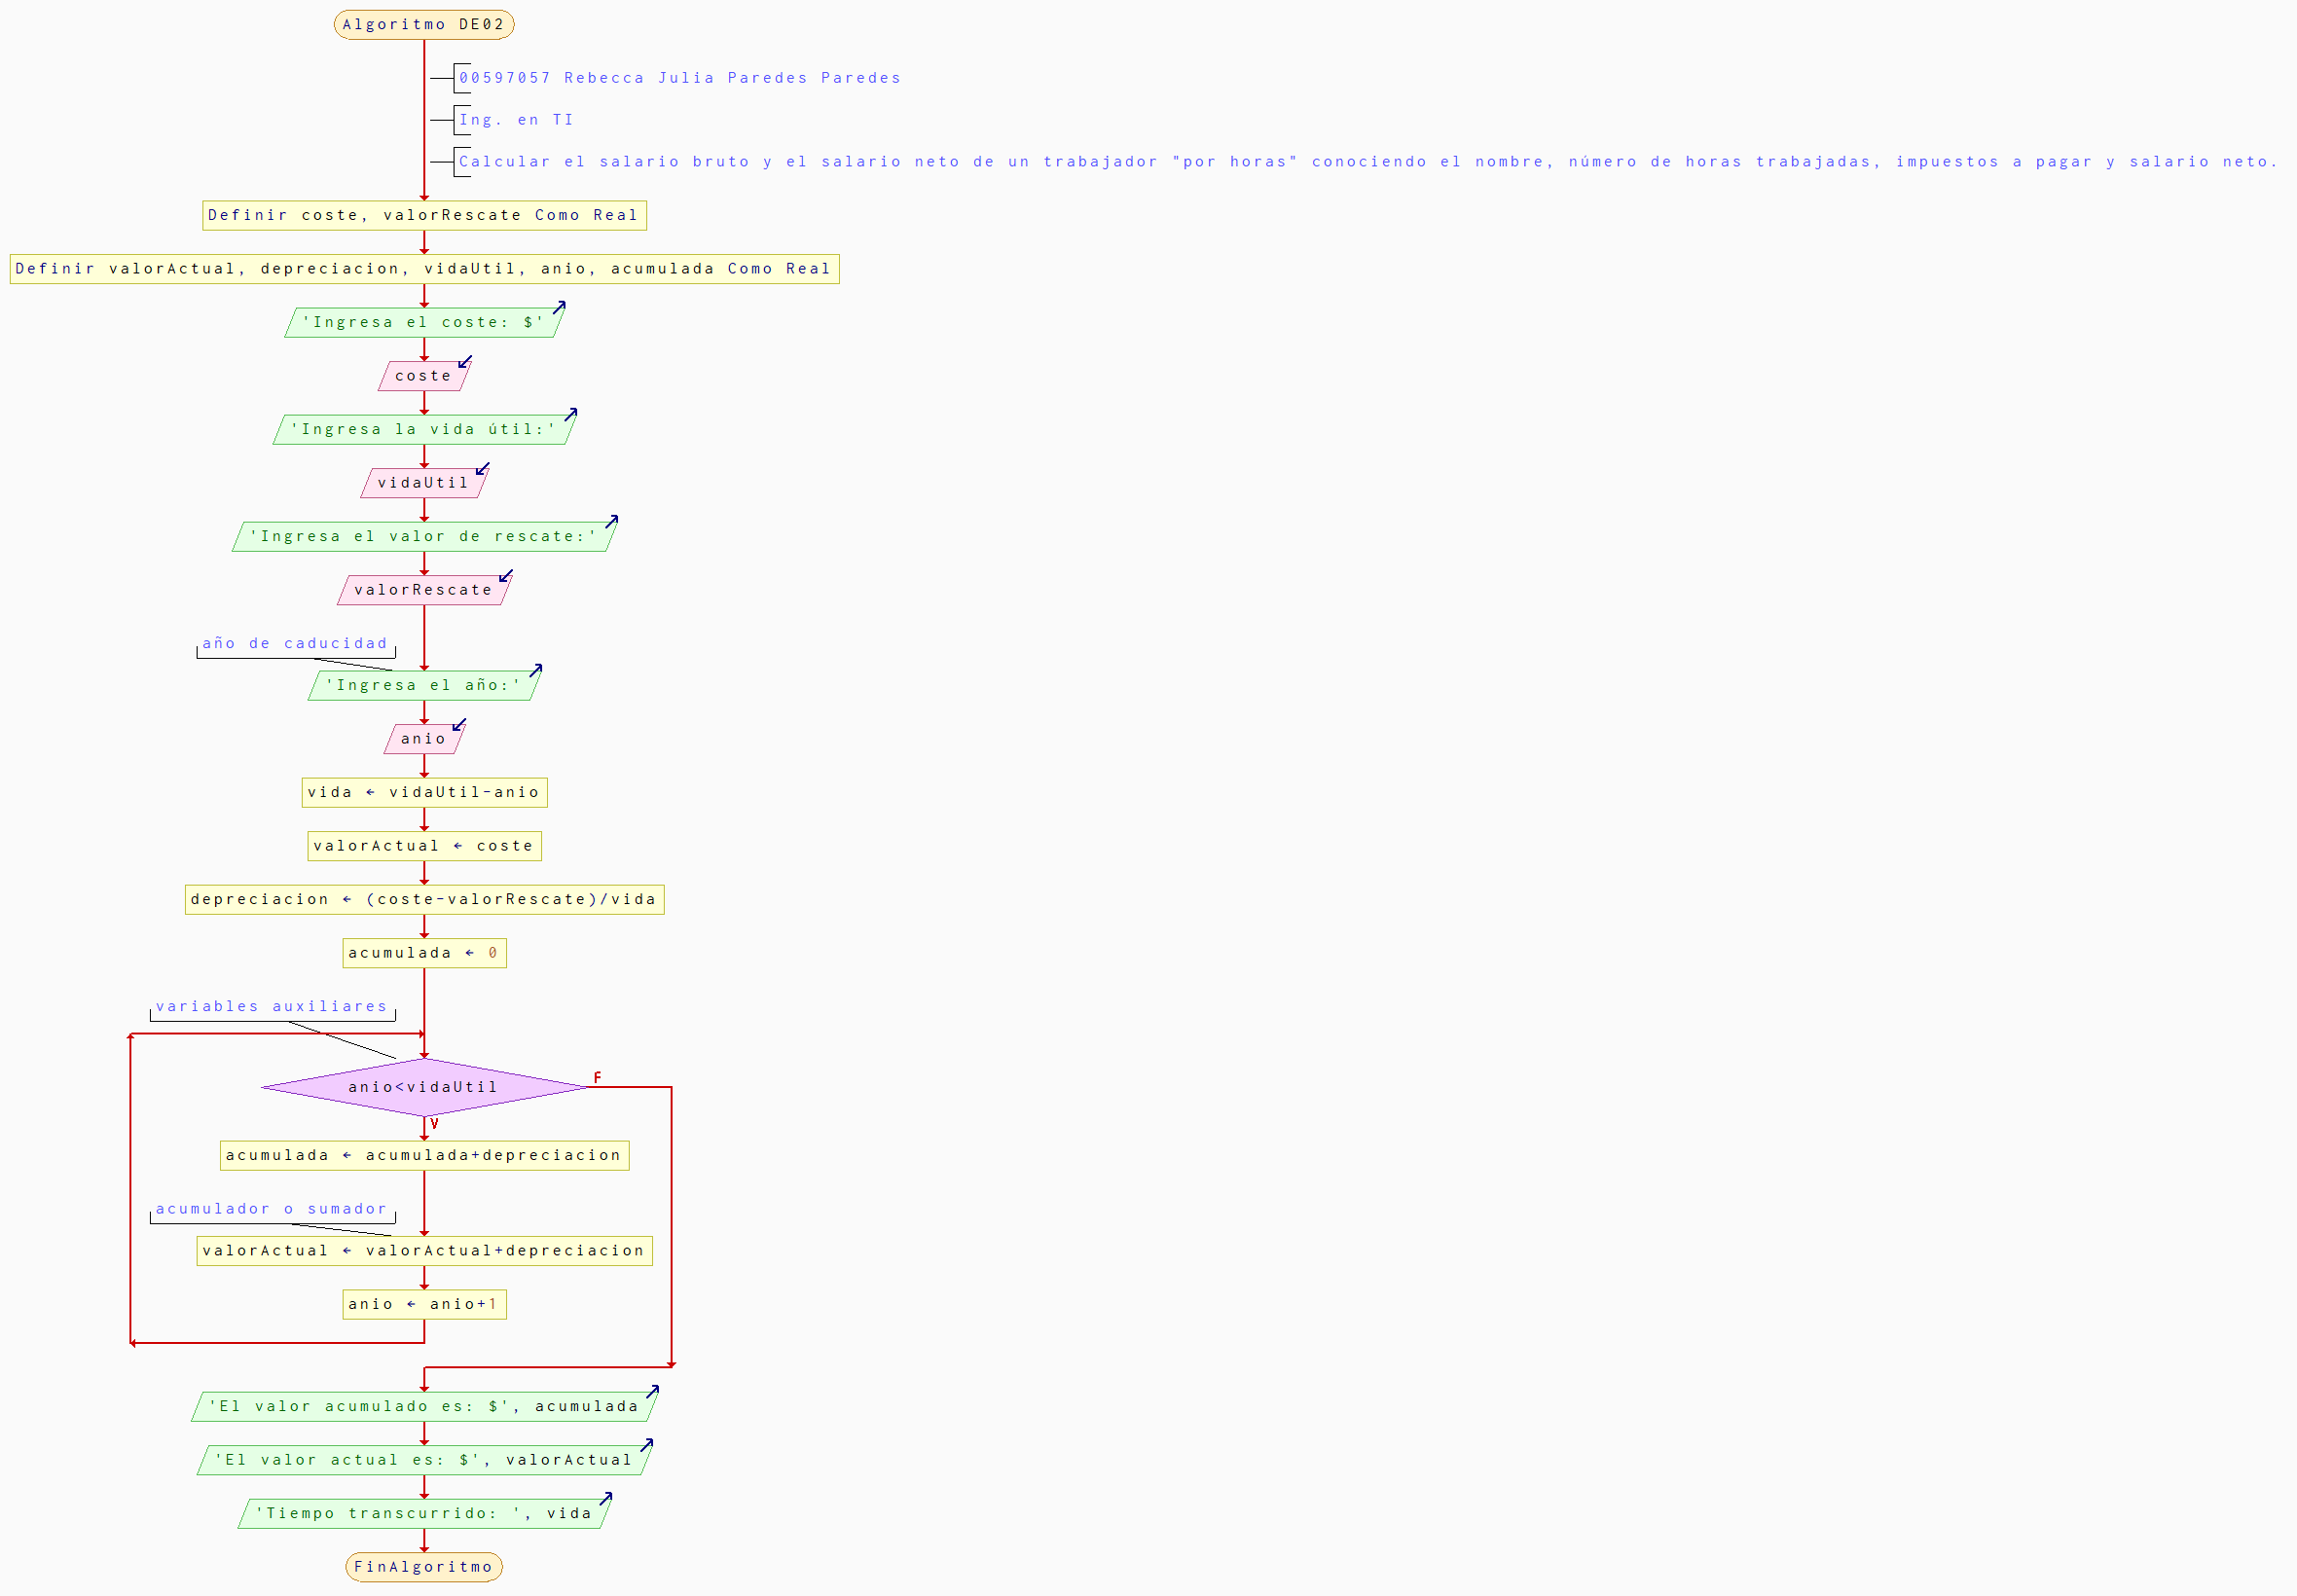 Algoritmo DE02
00597057 Rebecca Julia Paredes Paredes
Ing. en TI
Calcular el salario bruto y el salario neto de un trabajador "por horas" conociendo el nombre, número de horas trabajadas, impuestos a pagar y salario neto.
Definir coste, valorRescate Como Real
Definir valorActual, depreciacion, vidaUtil, anio, acumulada Como Real
'Ingresa el coste: $'
coste
'Ingresa la vida útil:'
vidaUtil
'Ingresa el valor de rescate:'
valorRescate
año de caducidad
'Ingresa el año:'
anio
vida ← vidaUtil-anio
valorActual ← coste
depreciacion ← (coste-valorRescate)/vida
acumulada ← 0
variables auxiliares
anio<vidaUtil
F
V
acumulada ← acumulada+depreciacion
acumulador o sumador
valorActual ← valorActual+depreciacion
anio ← anio+1
'El valor acumulado es: $', acumulada
'El valor actual es: $', valorActual
'Tiempo transcurrido: ', vida
FinAlgoritmo